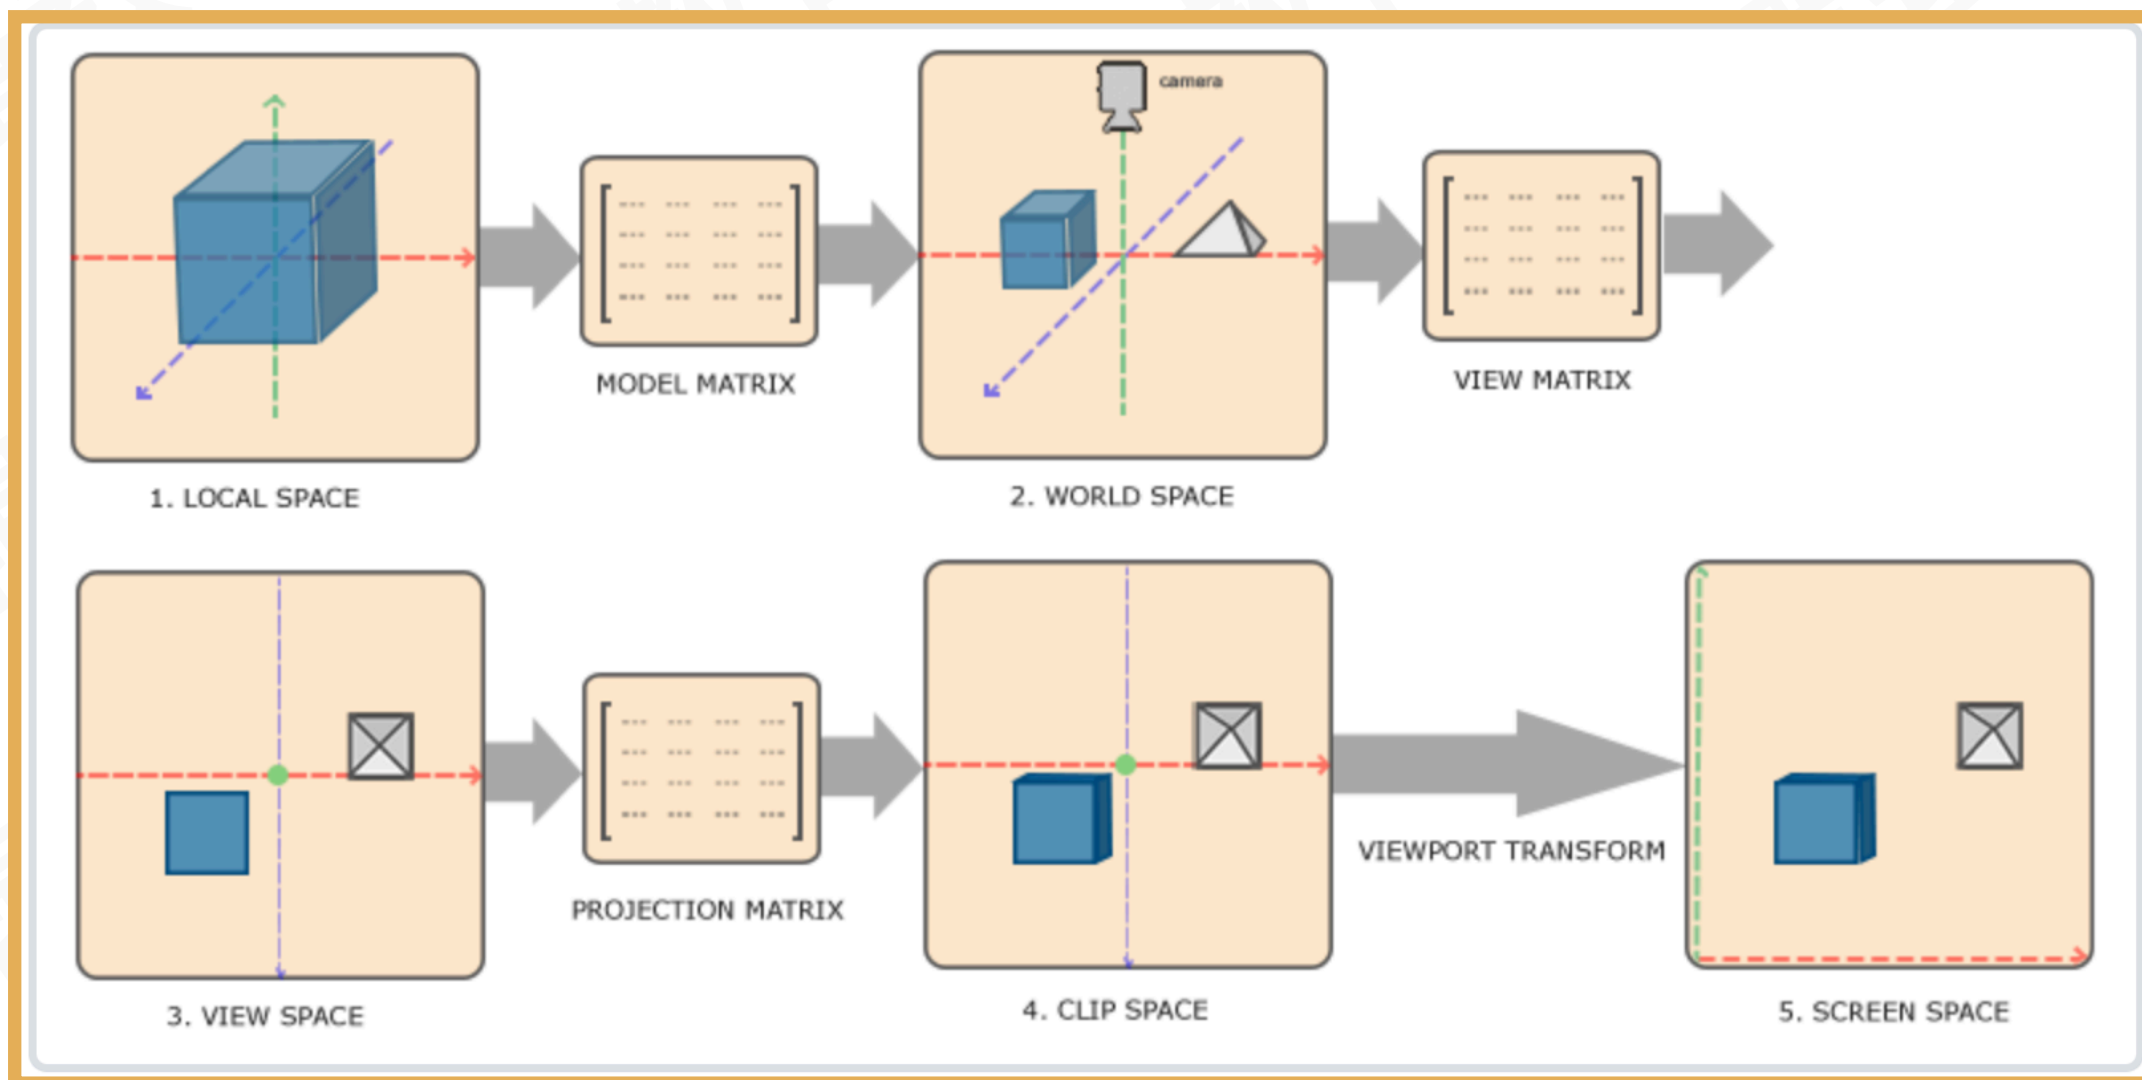 camera
MODEL MATRIX
VIEW MATRIX
1. LOCAL SPACE
2. WORLD SPACE
PROJECTION MATRIX
VIEWPORT TRANSFORM
3. VIEW SPACE
4. CLIP SPACE
5. SCREEN SPACE